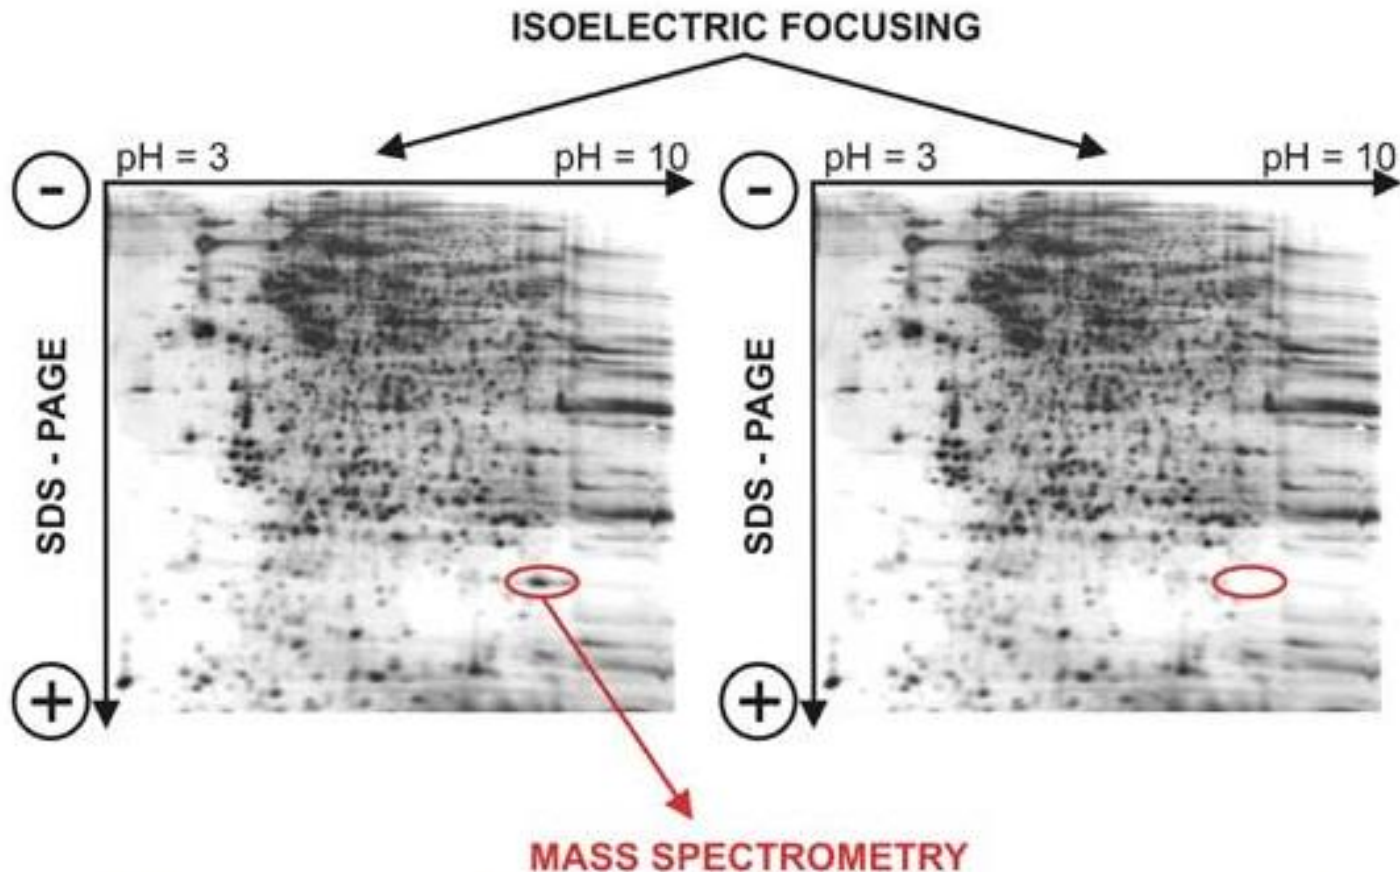 ISOELECTRIC FOCUSING
pH = 3
pH = 10
pH = 3
pH = 10
-
-
SDS - PAGE
SDS - PAGE
+
+
MASS SPECTROMETRY